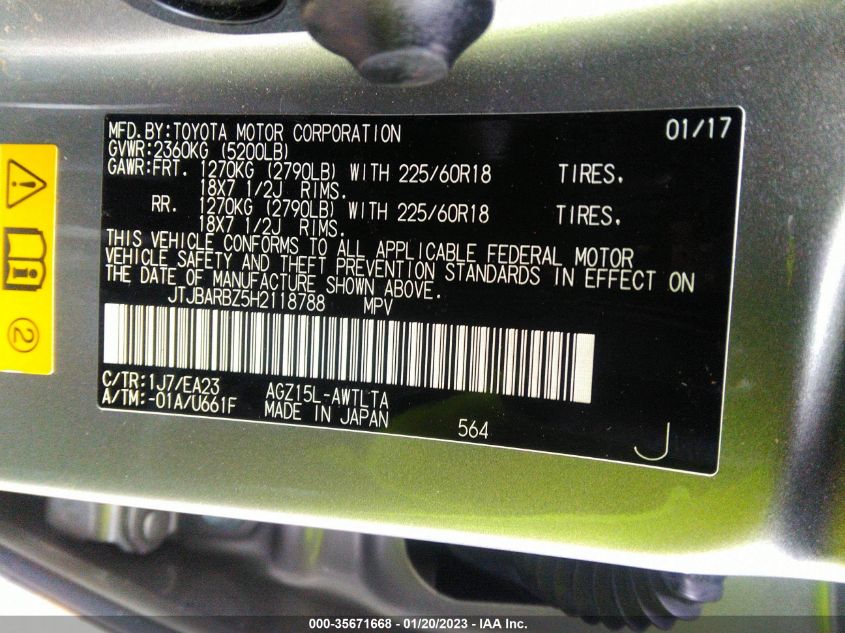 MFD.BY:TOYOTA MOTOR CORPORATION 01/17
GVWR:2360KG (5200LB)
GAWR:FRT. 1270KG (2790LB) WITH 225/60R18 TIRES.
18X7 1/2J RIMS.
RR. 1270KG (2790LB) WITH 225/60R18 TIRES.
18X7 1/2J RIMS.
THIS VEHICLE CONFORMS TO ALL APPLICABLE FEDERAL MOTOR
VEHICLE SAFETY AND THEFT PREVENTION STANDARDS IN EFFECT ON
THE DATE OF MANUFACTURE SHOWN ABOVE.
JTJBARBZ5H2118788 MPV
C/TR:1J7/EA23 AGZ15L-AWTLTA
A/TM:-01A/U661F MADE IN JAPAN 564 J
2
000-35671668 - 01/20/2023 - IAA Inc.